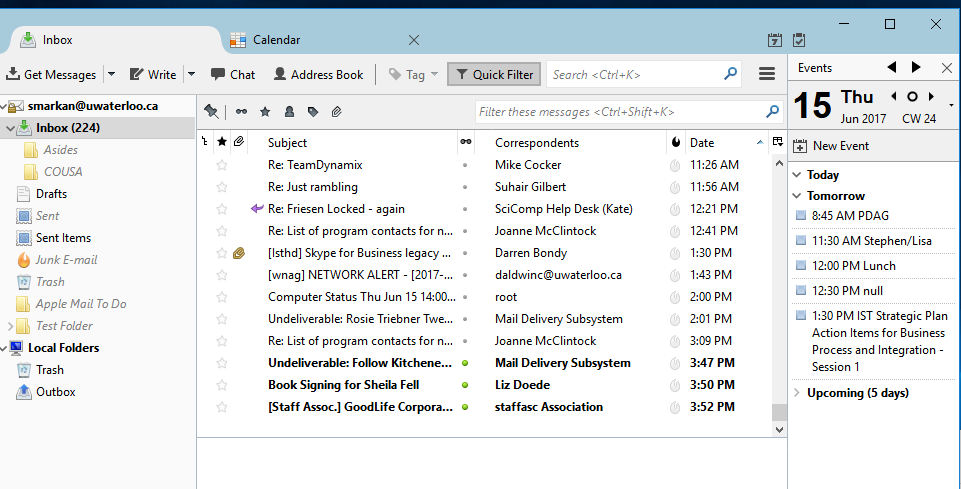 Inbox
Calendar
Get Messages
Write
Chat
Address Book
Tag
Quick Filter
Search <Ctrl+K>
Events
smarkan@uwaterloo.ca
Inbox (224)
Asides
COUSA
Drafts
Sent
Sent Items
Junk E-mail
Trash
Apple Mail To Do
Test Folder
Local Folders
Trash
Outbox
Filter these messages <Ctrl+Shift+K>
Subject Correspondents Date
Re: TeamDynamix Mike Cocker 11:26 AM
Re: Just rambling Suhair Gilbert 11:56 AM
Re: Friesen Locked - again SciComp Help Desk (Kate) 12:21 PM
Re: List of program contacts for n... Joanne McClintock 12:41 PM
[lsthd] Skype for Business legacy ... Darren Bondy 1:30 PM
[wnag] NETWORK ALERT - [2017-... daldwinc@uwaterloo.ca 1:43 PM
Computer Status Thu Jun 15 14:00... root 2:00 PM
Undeliverable: Rosie Triebner Twe... Mail Delivery Subsystem 2:01 PM
Re: List of program contacts for n... Joanne McClintock 3:09 PM
Undeliverable: Follow Kitchene... Mail Delivery Subsystem 3:47 PM
Book Signing for Sheila Fell Liz Doede 3:50 PM
[Staff Assoc.] GoodLife Corpora... staffasc Association 3:52 PM
15 Thu
Jun 2017 CW 24
New Event
Today
Tomorrow
8:45 AM PDAG
11:30 AM Stephen/Lisa
12:00 PM Lunch
12:30 PM null
1:30 PM IST Strategic Plan
Action Items for Business
Process and Integration -
Session 1
Upcoming (5 days)